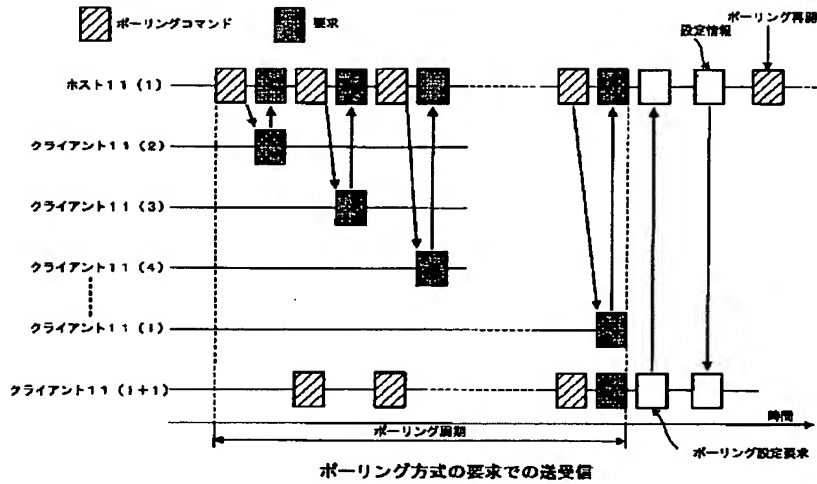 ポーリングコマンド
要求
ポーリング再開
設定情報
ホスト11(1)
クライアント11(2)
クライアント11(3)
クライアント11(4)
クライアント11(i)
クライアント11(i+1)
時間
ポーリング周期
ポーリング設定要求
ポーリング方式の要求での送受信